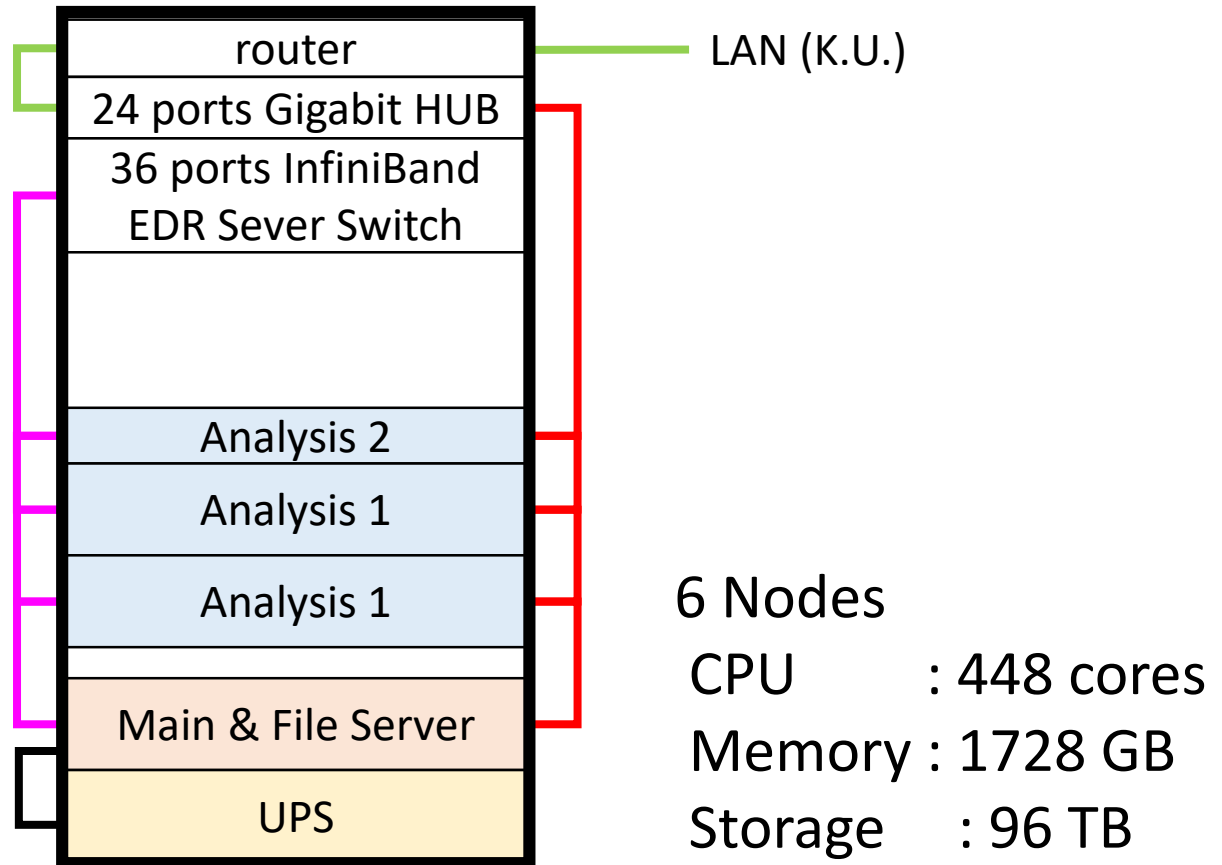 router
LAN (K.U.)
24 ports Gigabit HUB
36 ports InfiniBand
EDR Sever Switch
Analysis 2
Analysis 1
Analysis 1
Main & File Server
UPS
6 Nodes
CPU : 448 cores
Memory : 1728 GB
Storage : 96 TB